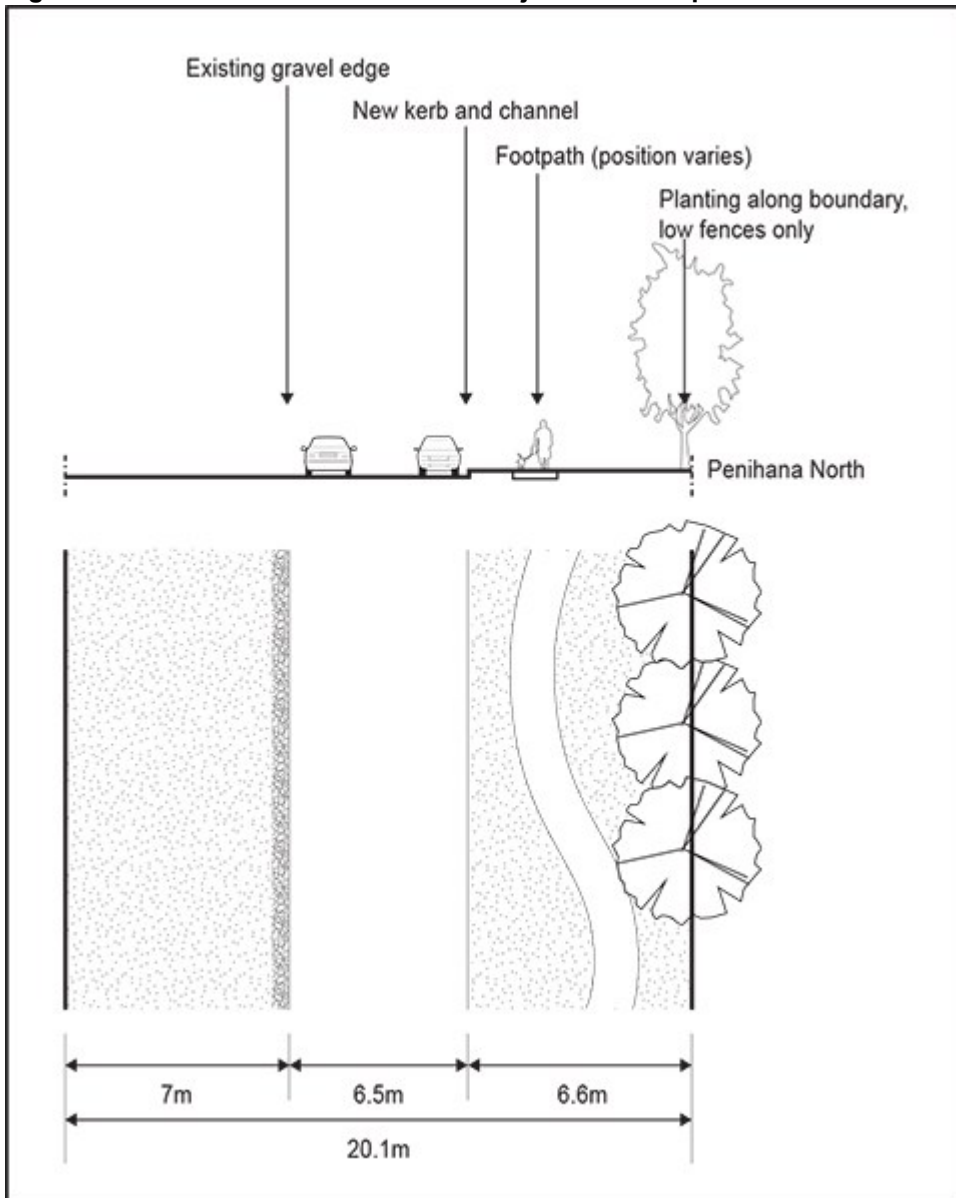 Existing gravel edge
New kerb and channel
Footpath (position varies)
Planting along boundary,
low fences only
Penihana North
7m
6.5m
6.6m
20.1m